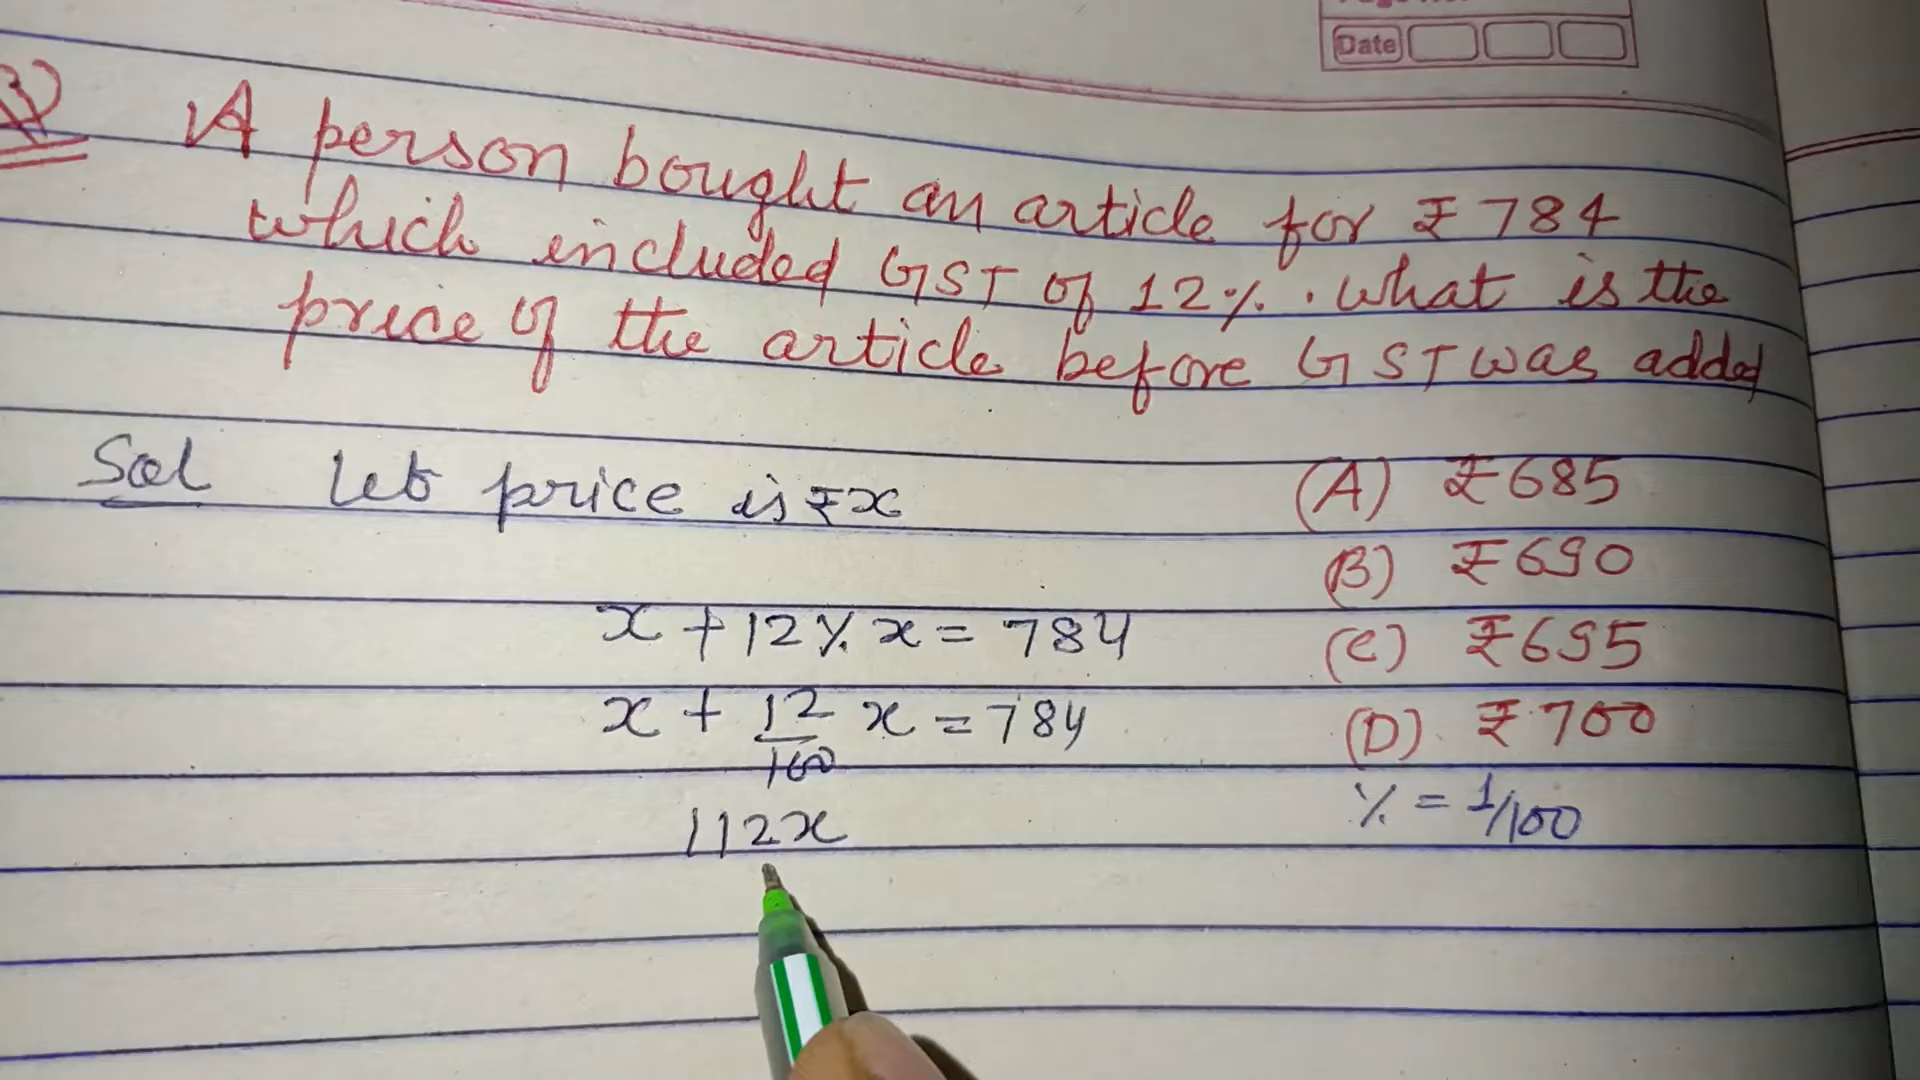 3)
A person bought an article for ₹784
which included GST of 12%. what is the
price of the article before GST was added
Sol Let price is ₹x
(A) ₹685
(B) ₹690
x + 12% x = 784
(C) ₹695
x + 12/100 x = 784
(D) ₹700
112x
% = 1/100
Date